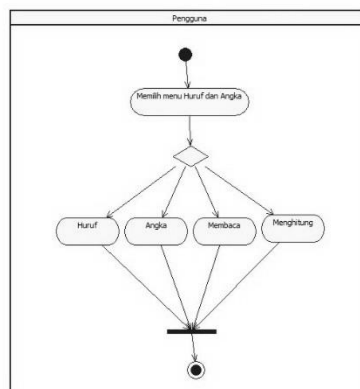 Pengguna
Memilih menu Huruf dan Angka
Huruf
Angka
Membaca
Menghitung